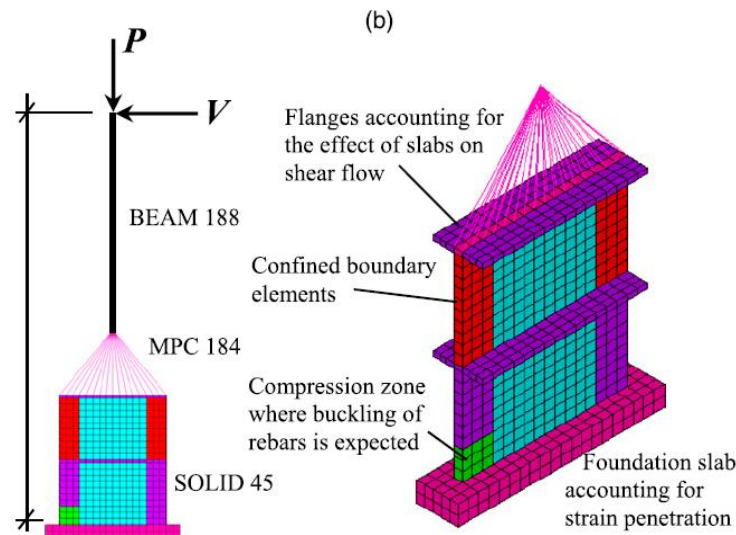 (b)
P
V
BEAM 188
MPC 184
SOLID 45
Flanges accounting for
the effect of slabs on
shear flow
Confined boundary
elements
Compression zone
where buckling of
rebars is expected
Foundation slab
accounting for
strain penetration